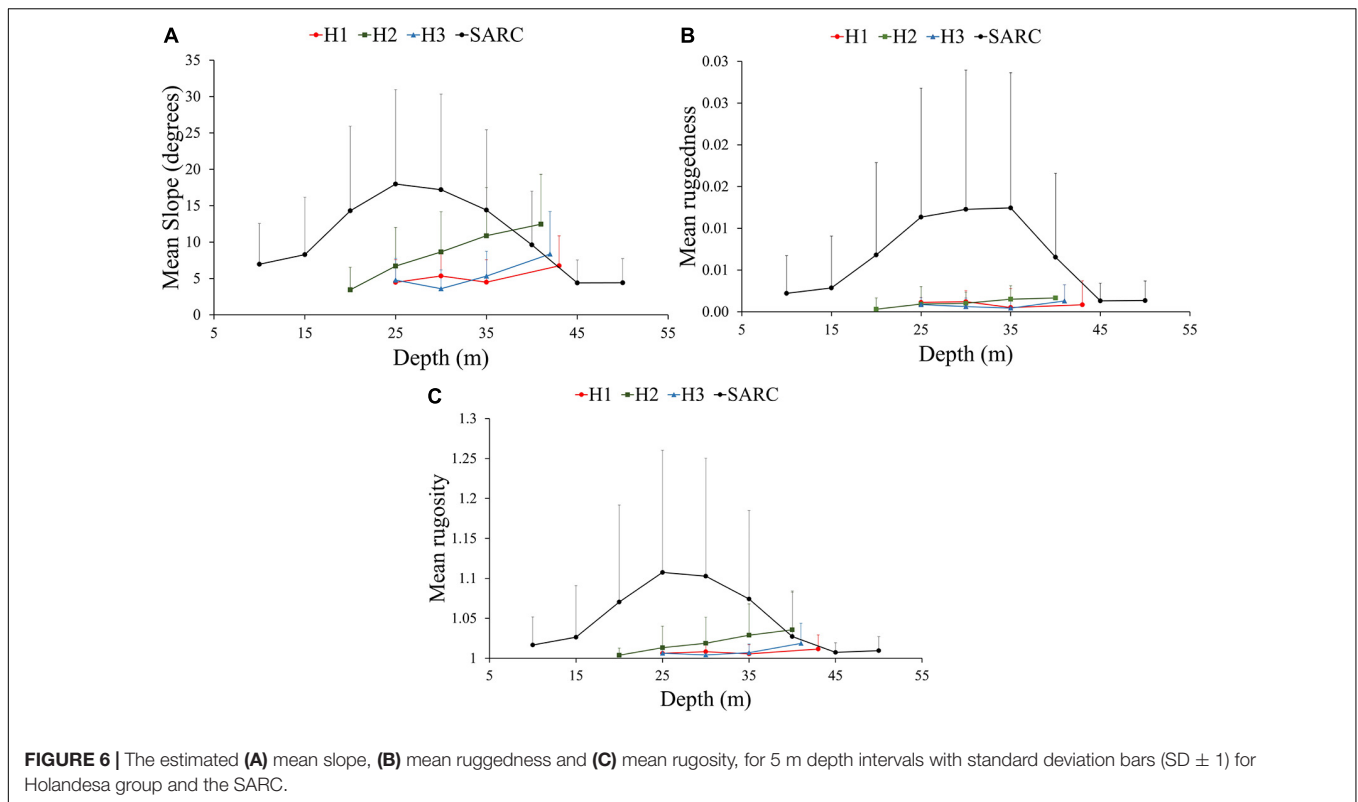 A
H1 H2 H3 SARC
35
30
25
20
15
10
5
0
Mean Slope (degrees)
5 15 25 35 45 55
Depth (m)
B
H1 H2 H3 SARC
0.03
0.03
0.02
0.02
0.01
0.01
0.00
Mean ruggedness
5 15 25 35 45 55
Depth (m)
C
H1 H2 H3 SARC
1.3
1.25
1.2
1.15
1.1
1.05
1
Mean rugosity
5 15 25 35 45 55
Depth (m)
FIGURE 6 | The estimated (A) mean slope, (B) mean ruggedness and (C) mean rugosity, for 5 m depth intervals with standard deviation bars (SD ± 1) for
Holandesa group and the SARC.